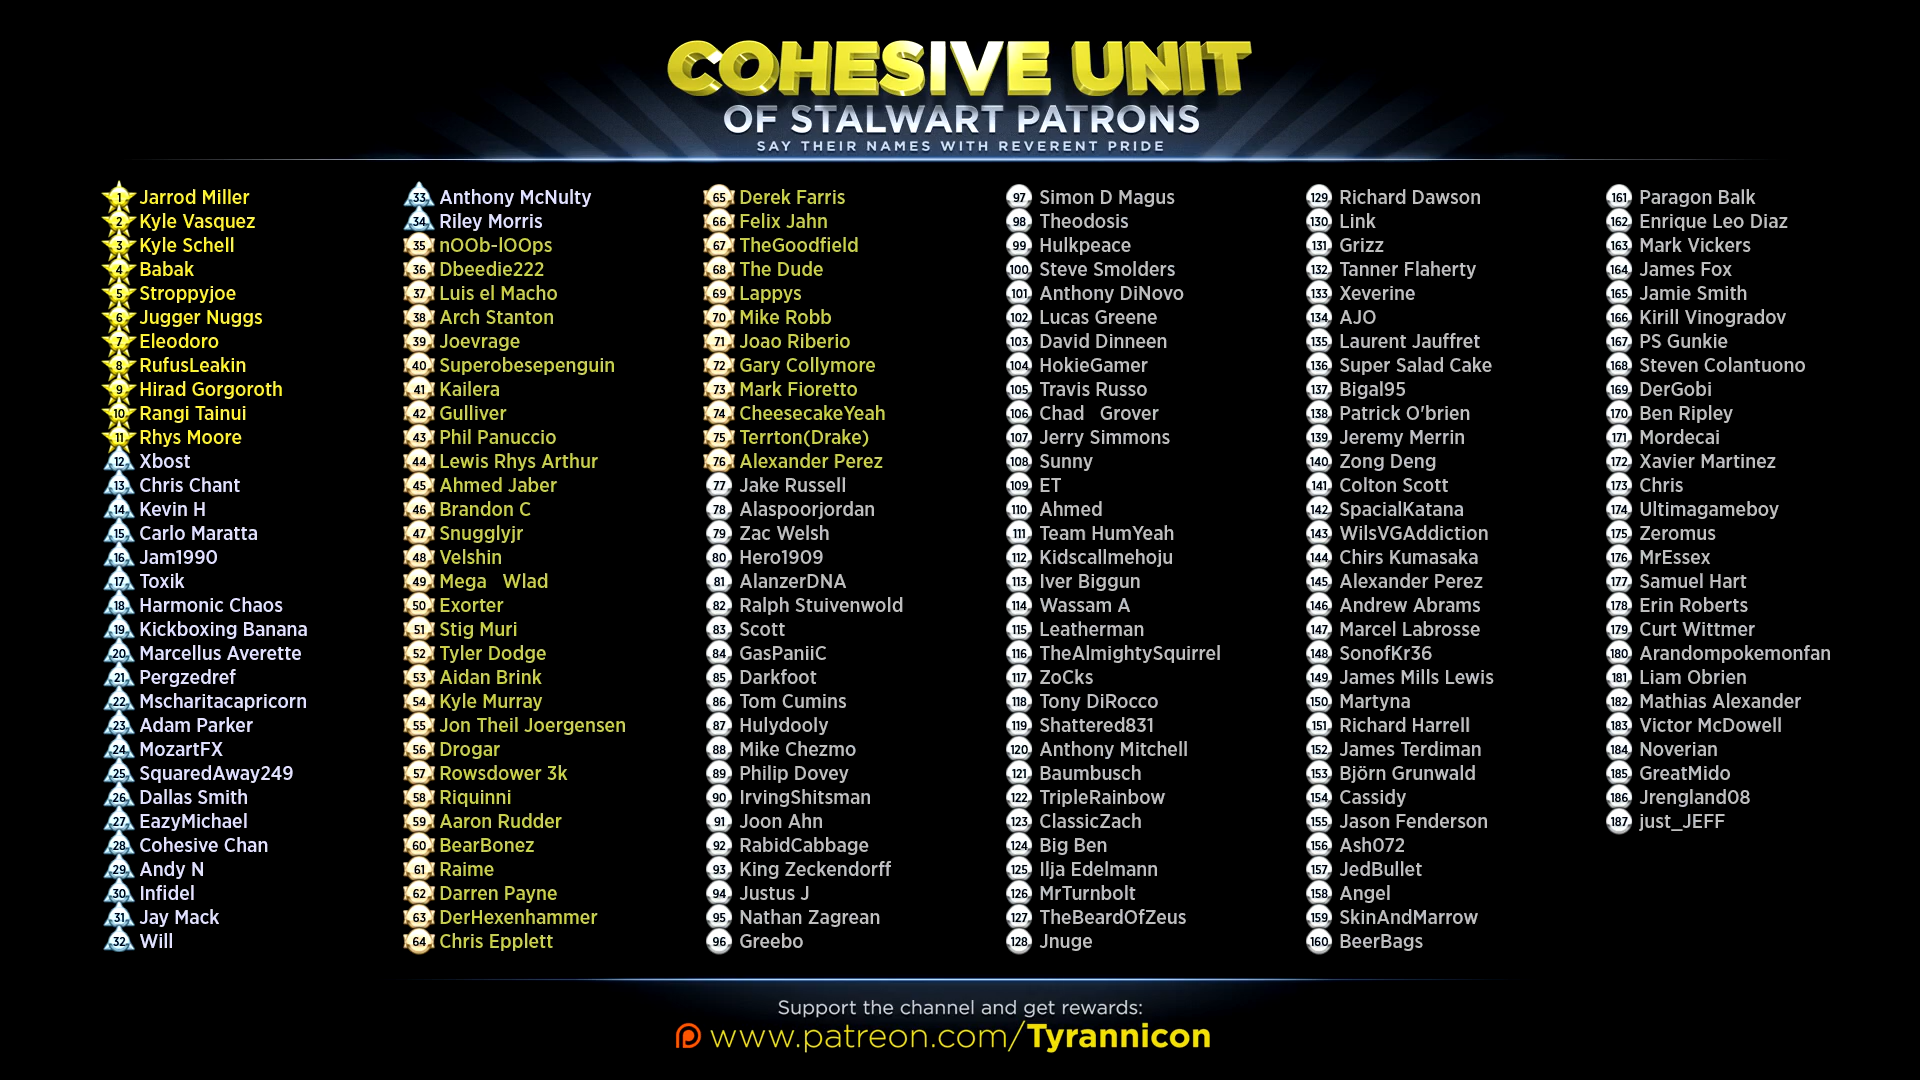 COHESIVE UNIT
OF STALWART PATRONS
SAY THEIR NAMES WITH REVERENT PRIDE
1 Jarrod Miller
2 Kyle Vasquez
3 Kyle Schell
4 Babak
5 Stroppyjoe
6 Jugger Nuggs
7 Eleodoro
8 RufusLeakin
9 Hirad Gorgoroth
10 Rangi Tainui
11 Rhys Moore
12 Xbost
13 Chris Chant
14 Kevin H
15 Carlo Maratta
16 Jam1990
17 Toxik
18 Harmonic Chaos
19 Kickboxing Banana
20 Marcellus Averette
21 Pergzedref
22 Mscharitacapricorn
23 Adam Parker
24 MozartFX
25 SquaredAway249
26 Dallas Smith
27 EazyMichael
28 Cohesive Chan
29 Andy N
30 Infidel
31 Jay Mack
32 Will
33 Anthony McNulty
34 Riley Morris
35 nOOb-lOOps
36 Dbeedie222
37 Luis el Macho
38 Arch Stanton
39 Joevrage
40 Superobesepenguin
41 Kailera
42 Gulliver
43 Phil Panuccio
44 Lewis Rhys Arthur
45 Ahmed Jaber
46 Brandon C
47 Snugglyjr
48 Velshin
49 Mega   Wlad
50 Exorter
51 Stig Muri
52 Tyler Dodge
53 Aidan Brink
54 Kyle Murray
55 Jon Theil Joergensen
56 Drogar
57 Rowsdower 3k
58 Riquinni
59 Aaron Rudder
60 BearBonez
61 Raime
62 Darren Payne
63 DerHexenhammer
64 Chris Epplett
65 Derek Farris
66 Felix Jahn
67 TheGoodfield
68 The Dude
69 Lappys
70 Mike Robb
71 Joao Riberio
72 Gary Collymore
73 Mark Fioretto
74 CheesecakeYeah
75 Terrton(Drake)
76 Alexander Perez
77 Jake Russell
78 Alaspoorjordan
79 Zac Welsh
80 Hero1909
81 AlanzerDNA
82 Ralph Stuivenwold
83 Scott
84 GasPaniiC
85 Darkfoot
86 Tom Cumins
87 Hulydooly
88 Mike Chezmo
89 Philip Dovey
90 IrvingShitsman
91 Joon Ahn
92 RabidCabbage
93 King Zeckendorff
94 Justus J
95 Nathan Zagrean
96 Greebo
97 Simon D Magus
98 Theodosis
99 Hulkpeace
100 Steve Smolders
101 Anthony DiNovo
102 Lucas Greene
103 David Dinneen
104 HokieGamer
105 Travis Russo
106 Chad   Grover
107 Jerry Simmons
108 Sunny
109 ET
110 Ahmed
111 Team HumYeah
112 Kidscallmehoju
113 Iver Biggun
114 Wassam A
115 Leatherman
116 TheAlmightySquirrel
117 ZoCks
118 Tony DiRocco
119 Shattered831
120 Anthony Mitchell
121 Baumbusch
122 TripleRainbow
123 ClassicZach
124 Big Ben
125 Ilja Edelmann
126 MrTurnbolt
127 TheBeardOfZeus
128 Jnuge
129 Richard Dawson
130 Link
131 Grizz
132 Tanner Flaherty
133 Xeverine
134 AJO
135 Laurent Jauffret
136 Super Salad Cake
137 Bigal95
138 Patrick O'brien
139 Jeremy Merrin
140 Zong Deng
141 Colton Scott
142 SpacialKatana
143 WilsVGAddiction
144 Chirs Kumasaka
145 Alexander Perez
146 Andrew Abrams
147 Marcel Labrosse
148 SonofKr36
149 James Mills Lewis
150 Martyna
151 Richard Harrell
152 James Terdiman
153 Björn Grunwald
154 Cassidy
155 Jason Fenderson
156 Ash072
157 JedBullet
158 Angel
159 SkinAndMarrow
160 BeerBags
161 Paragon Balk
162 Enrique Leo Diaz
163 Mark Vickers
164 James Fox
165 Jamie Smith
166 Kirill Vinogradov
167 PS Gunkie
168 Steven Colantuono
169 DerGobi
170 Ben Ripley
171 Mordecai
172 Xavier Martinez
173 Chris
174 Ultimagameboy
175 Zeromus
176 MrEssex
177 Samuel Hart
178 Erin Roberts
179 Curt Wittmer
180 Arandompokemonfan
181 Liam Obrien
182 Mathias Alexander
183 Victor McDowell
184 Noverian
185 GreatMido
186 Jrengland08
187 just_JEFF
Support the channel and get rewards:
www.patreon.com/Tyrannicon